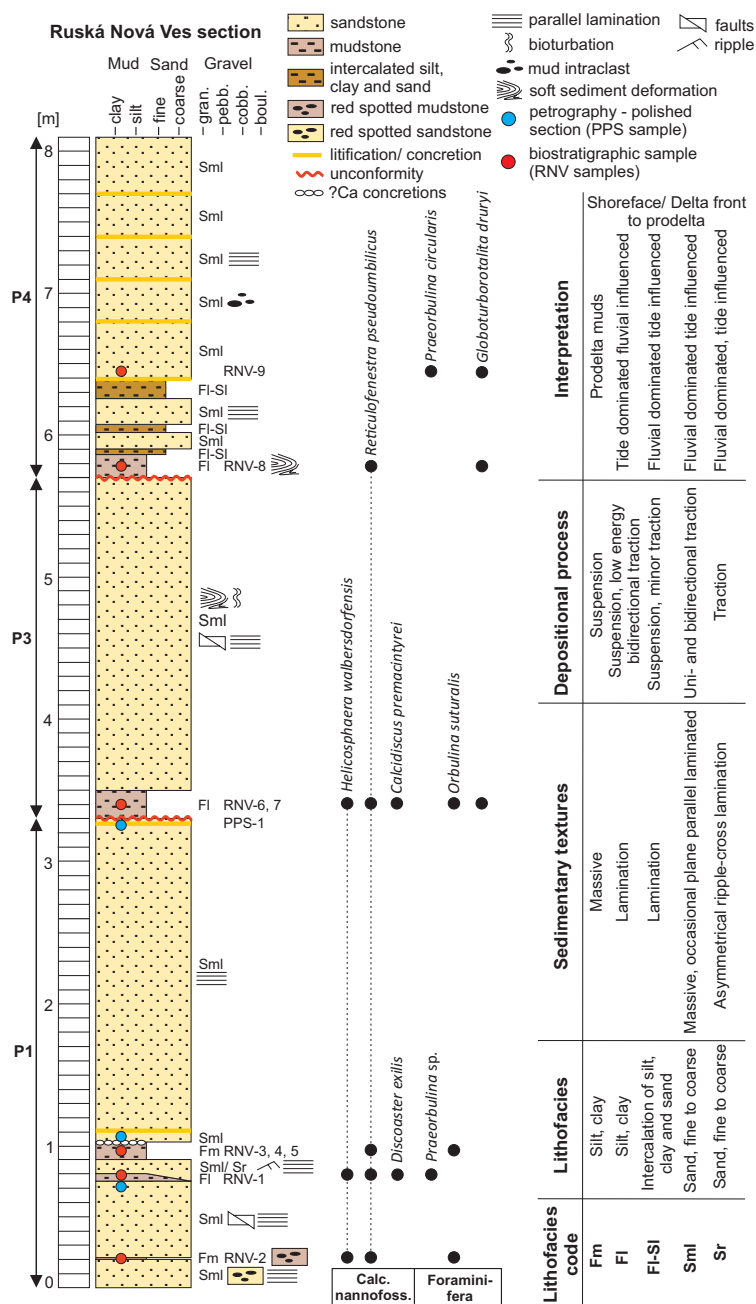 Ruská Nová Ves section
Mud Sand Gravel
clay
silt
fine
coarse
gran.
pebb.
cobb.
boul.
[m]
sandstone
mudstone
intercalated silt,
clay and sand
red spotted mudstone
red spotted sandstone
litification/ concretion
unconformity
?Ca concretions
parallel lamination
bioturbation
mud intraclast
soft sediment deformation
petrography - polished
section (PPS sample)
biostratigraphic sample
(RNV samples)
faults
ripple
8
Sml
Sml
Sml
7
Sml
P4
Sml
RNV-9
Fl-Sl
Sml
6
Fl-Sl
Sml
Fl-Sl
Fl RNV-8
5
Sml
P3
4
Fl RNV-6, 7
PPS-1
3
Sml
2
P1
Sml
1
Fm RNV-3, 4, 5
Sml/ Sr
Fl RNV-1
Sml
Fm RNV-2
Sml
0
Helicosphaera walbersdorfensis
Reticulofenestra pseudoumbilicus
Calcidiscus premacintyrei
Discoaster exilis
Praeorbulina circularis
Praeorbulina sp.
Orbulina suturalis
Globoturborotalita druryi
Calc.
nannofoss.
Foramini-
fera
Shoreface/ Delta front
to prodelta
Interpretation
Prodelta muds
Tide dominated fluvial influenced
Fluvial dominated tide influenced
Fluvial dominated tide influenced
Fluvial dominated, tide influenced
Depositional process
Suspension
Suspension, low energy
bidirectional traction
Suspension, minor traction
Uni- and bidirectional traction
Traction
Sedimentary textures
Massive
Lamination
Lamination
Massive, occasional plane parallel laminated
Asymmetrical ripple-cross lamination
Lithofacies
Silt, clay
Silt, clay
Intercalation of silt,
clay and sand
Sand, fine to coarse
Sand, fine to coarse
Lithofacies
code
Fm
Fl
Fl-Sl
Sml
Sr